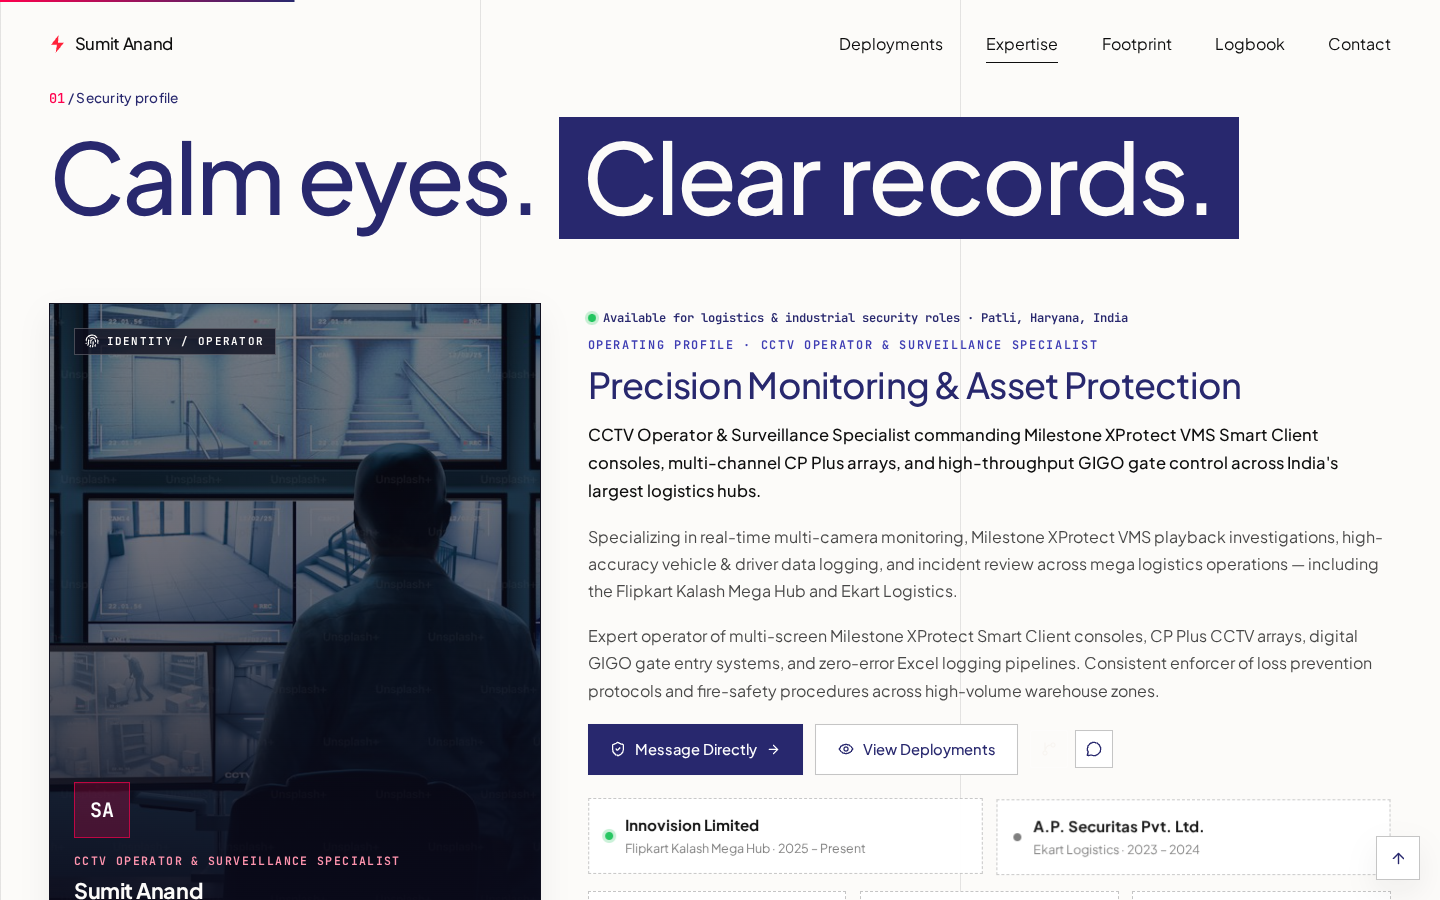 Sumit Anand
Deployments
Expertise
Footprint
Logbook
Contact
01 / Security profile
Calm eyes. Clear records.
IDENTITY / OPERATOR
SA
CCTV OPERATOR & SURVEILLANCE SPECIALIST
Sumit Anand
Available for logistics & industrial security roles · Patli, Haryana, India
OPERATING PROFILE · CCTV OPERATOR & SURVEILLANCE SPECIALIST
Precision Monitoring & Asset Protection
CCTV Operator & Surveillance Specialist commanding Milestone XProtect VMS Smart Client
consoles, multi-channel CP Plus arrays, and high-throughput GIGO gate control across India's
largest logistics hubs.
Specializing in real-time multi-camera monitoring, Milestone XProtect VMS playback investigations, high-
accuracy vehicle & driver data logging, and incident review across mega logistics operations — including
the Flipkart Kalash Mega Hub and Ekart Logistics.
Expert operator of multi-screen Milestone XProtect Smart Client consoles, CP Plus CCTV arrays, digital
GIGO gate entry systems, and zero-error Excel logging pipelines. Consistent enforcer of loss prevention
protocols and fire-safety procedures across high-volume warehouse zones.
Message Directly →
View Deployments
Innovision Limited
Flipkart Kalash Mega Hub · 2025 – Present
A.P. Securitas Pvt. Ltd.
Ekart Logistics · 2023 – 2024